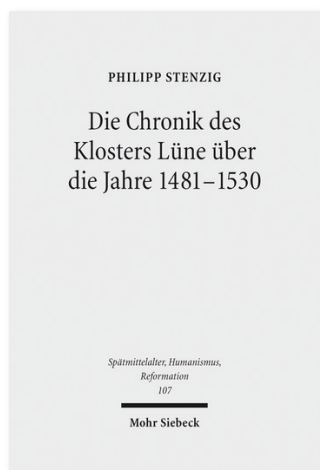 PHILIPP STENZIG
Die Chronik des
Klosters Lüne über
die Jahre 1481–1530
Spätmittelalter, Humanismus,
Reformation
107
Mohr Siebeck